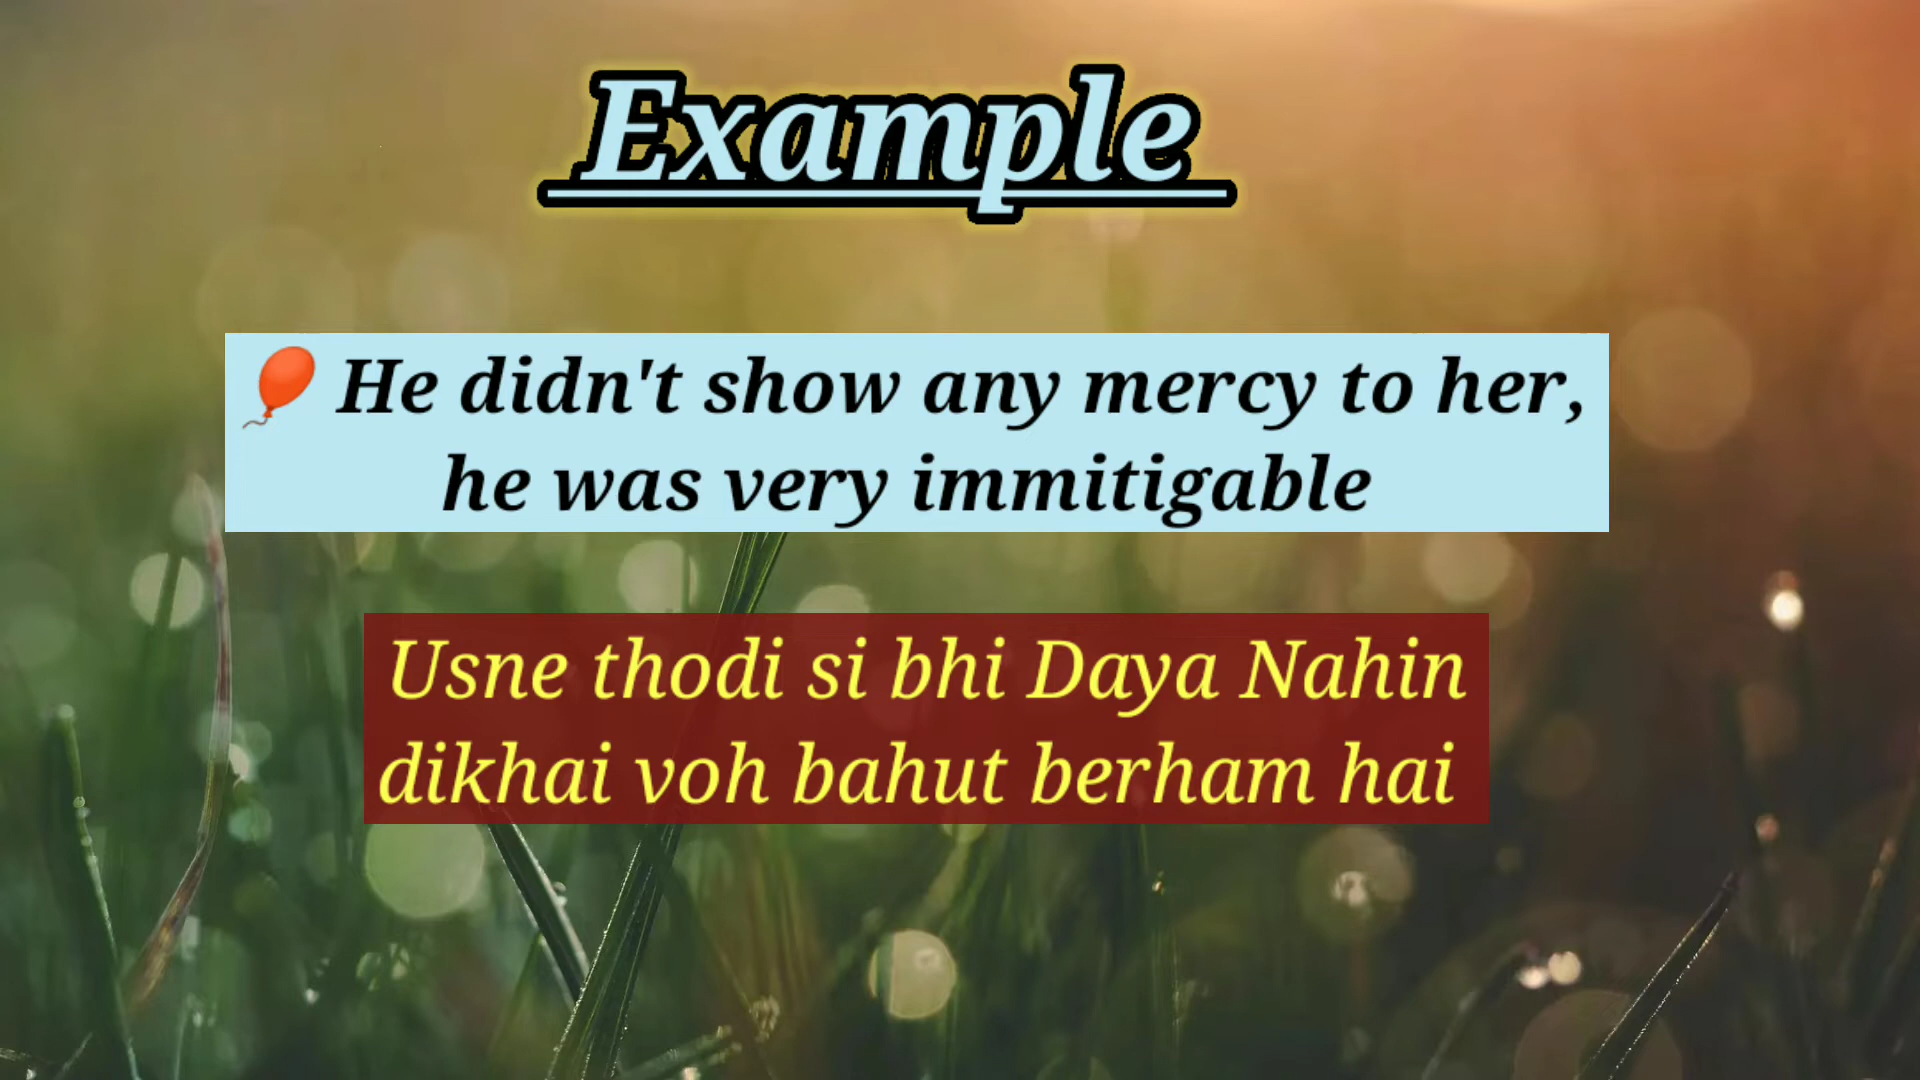 Example
🎈 He didn't show any mercy to her,
he was very immitigable
Usne thodi si bhi Daya Nahin
dikhai voh bahut berham hai